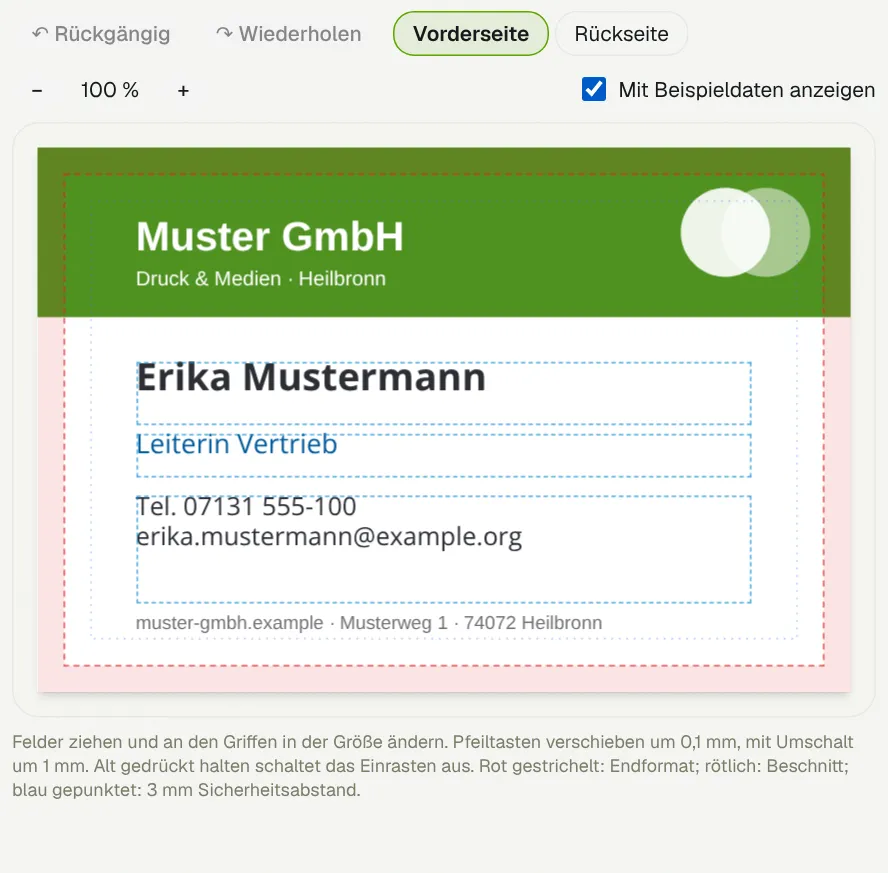 ↶ Rückgängig ↷ Wiederholen Vorderseite Rückseite
− 100 % + Mit Beispieldaten anzeigen
Muster GmbH
Druck & Medien · Heilbronn
Erika Mustermann
Leiterin Vertrieb
Tel. 07131 555-100
erika.mustermann@example.org
muster-gmbh.example · Musterweg 1 · 74072 Heilbronn
Felder ziehen und an den Griffen in der Größe ändern. Pfeiltasten verschieben um 0,1 mm, mit Umschalt
um 1 mm. Alt gedrückt halten schaltet das Einrasten aus. Rot gestrichelt: Endformat; rötlich: Beschnitt;
blau gepunktet: 3 mm Sicherheitsabstand.